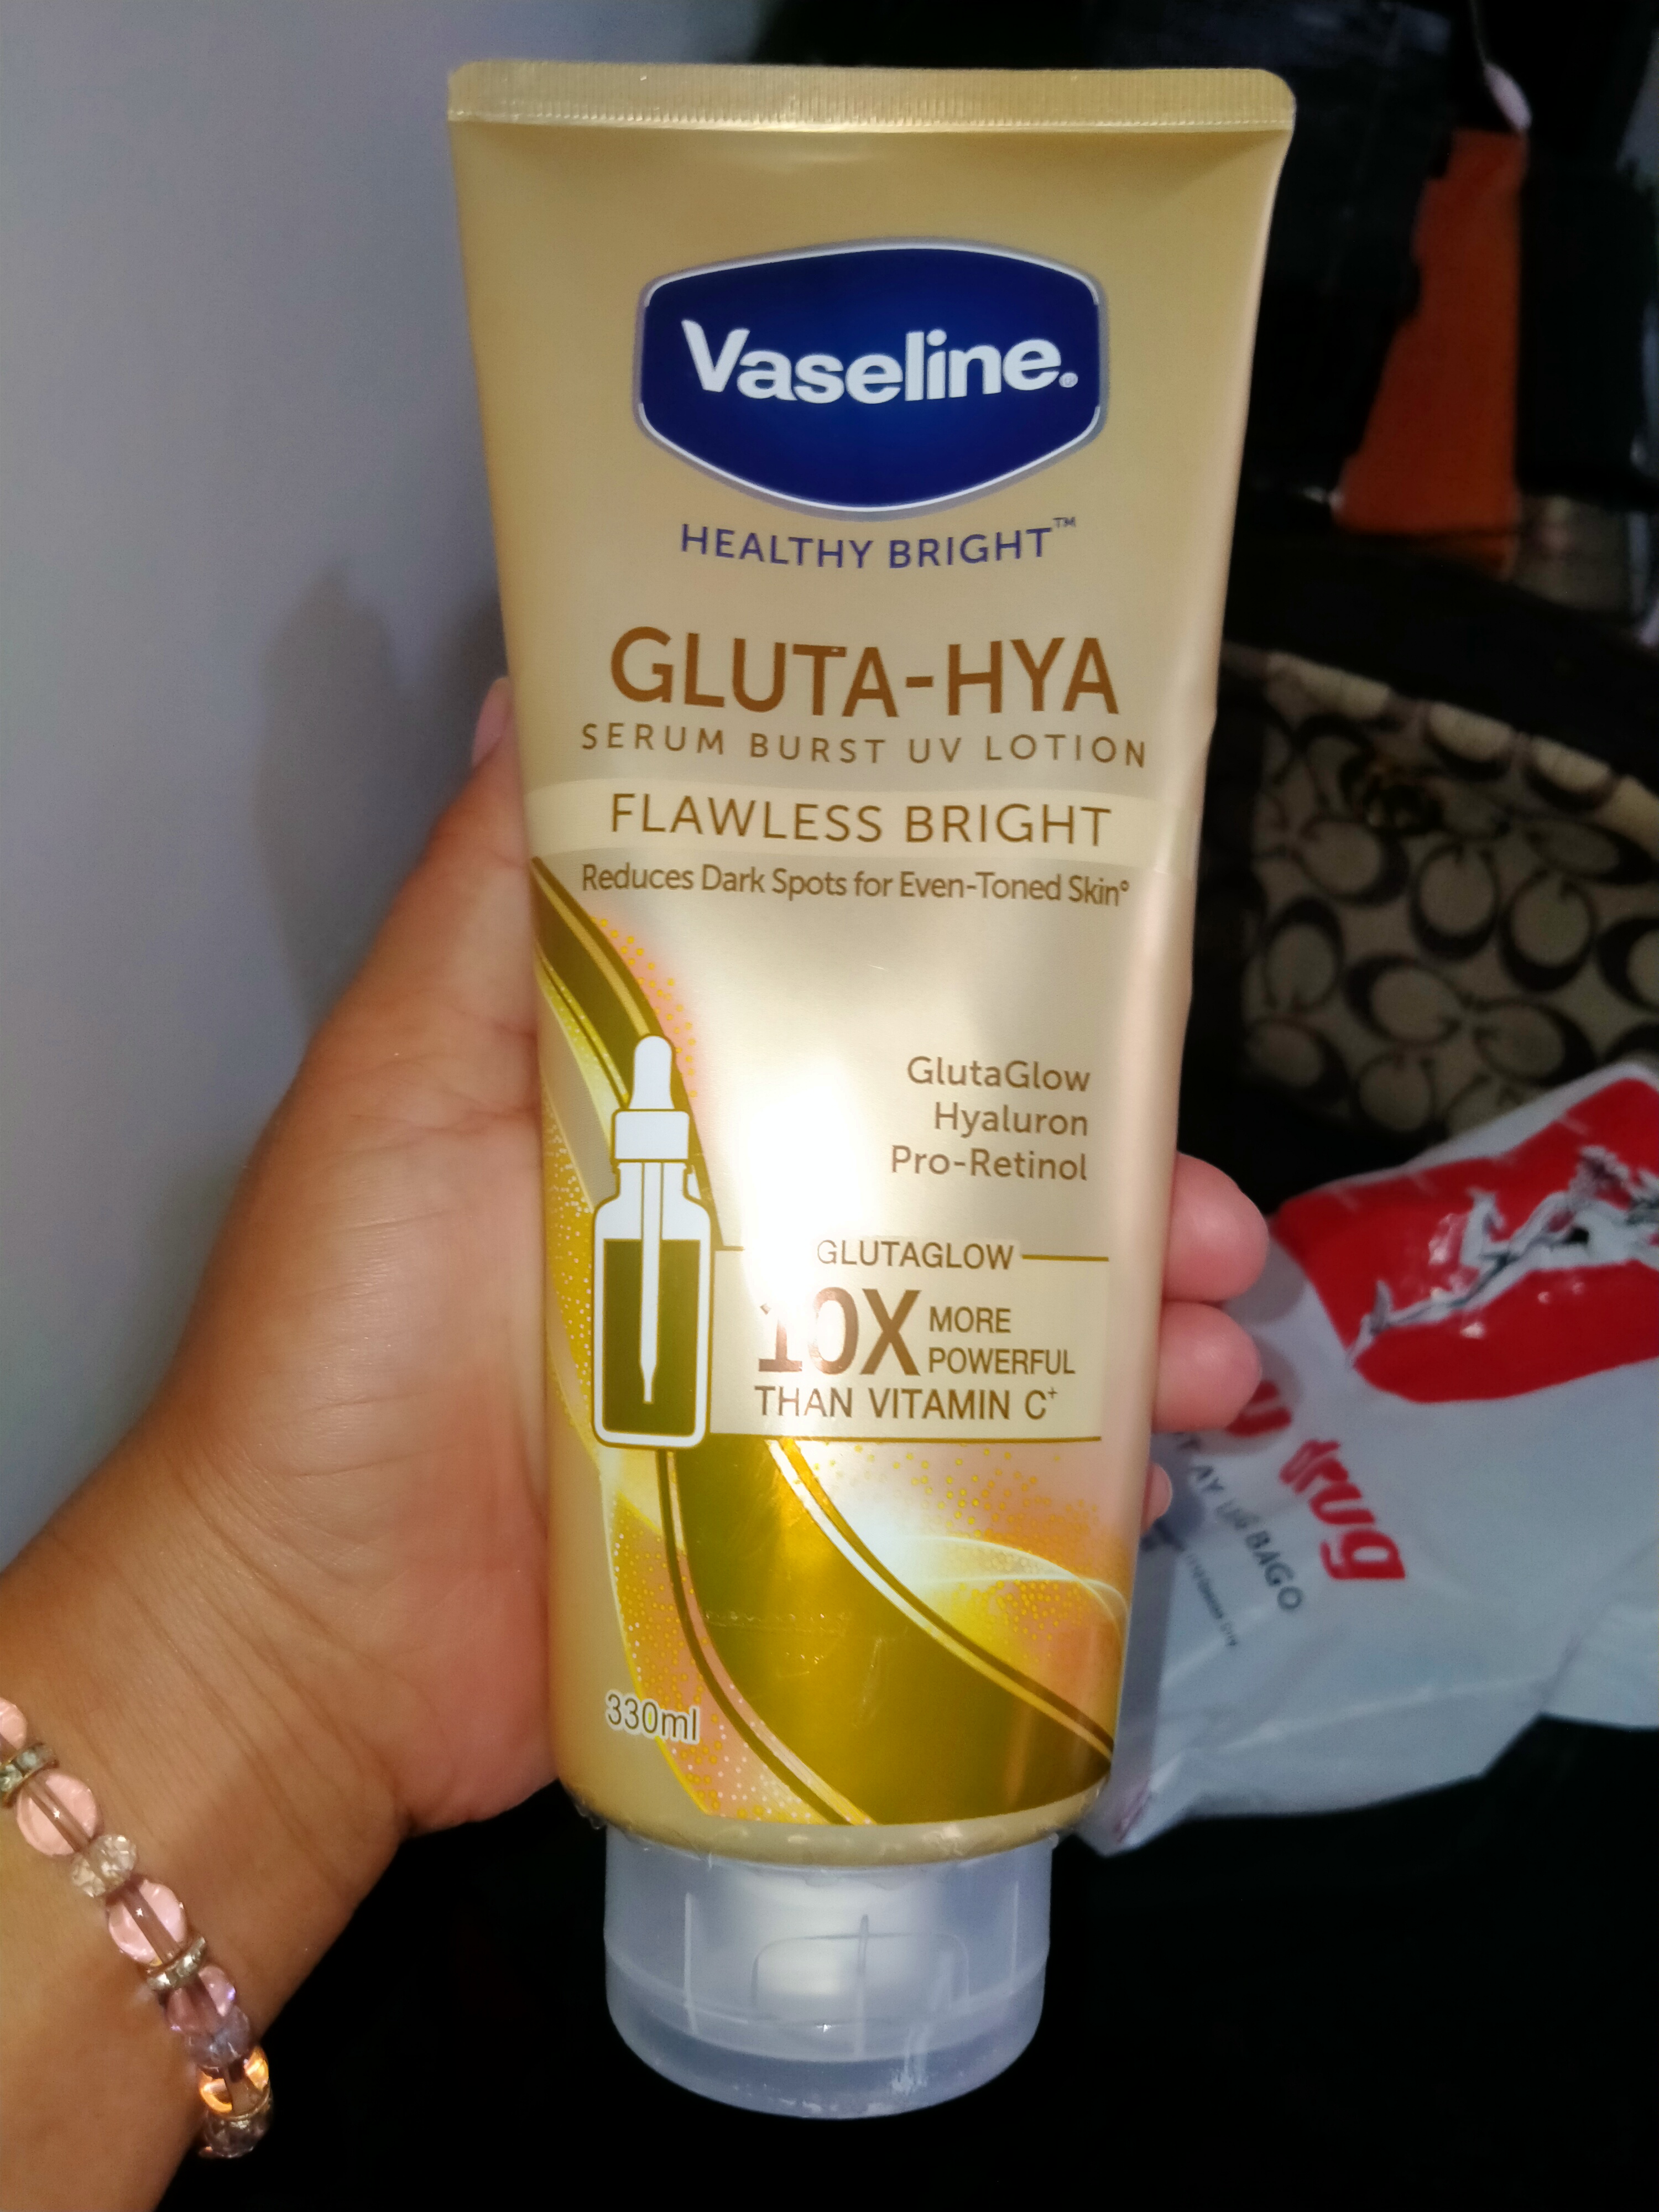 Vaseline®
HEALTHY BRIGHT™
GLUTA-HYA
SERUM BURST UV LOTION
FLAWLESS BRIGHT
Reduces Dark Spots for Even-Toned Skin°
GlutaGlow
Hyaluron
Pro-Retinol
GLUTAGLOW
10X MORE
POWERFUL
THAN VITAMIN C⁺
330ml
drug
BAGO